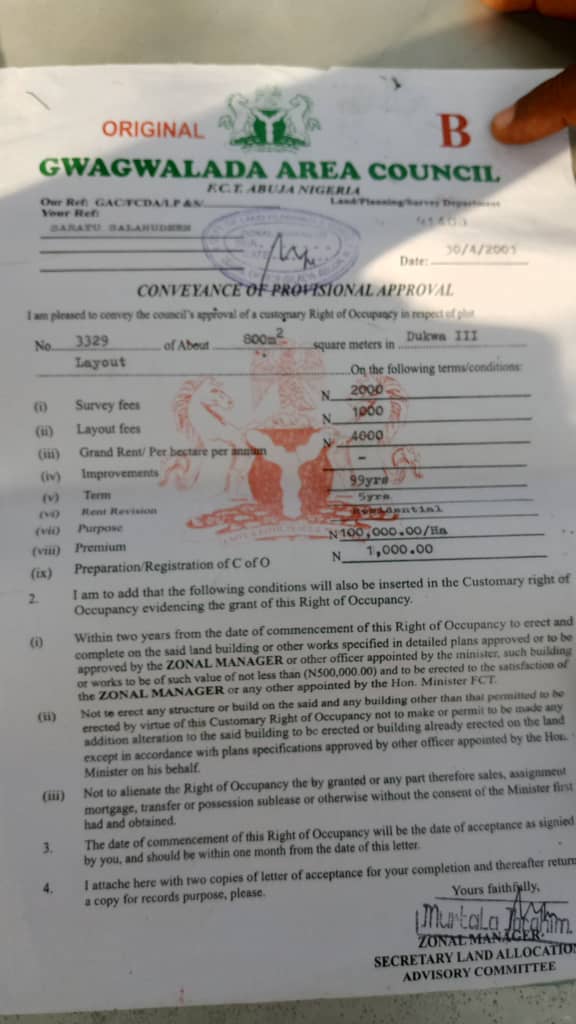 ORIGINAL
B
GWAGWALADA AREA COUNCIL
F.C.T. ABUJA NIGERIA
Our Ref: GAC/FCDA/LP &S/
Land/Planning/Survey Department
Your Ref:
41403
SARATU SALAHUDEEN
Date: 30/4/2005
CONVEYANCE OF PROVISIONAL APPROVAL
I am pleased to convey the council's approval of a customary Right of Occupancy in respect of plot
No. 3329 of About 800m2 square meters in Dukwa III
Layout On the following terms/conditions:
(i) Survey fees N 2000
(ii) Layout fees N 1000
(iii) Grand Rent/ Per hectare per annum N 4000
(iv) Improvements -
(v) Term 99yrs
(vi) Rent Revision 5yrs
(vii) Purpose Residential
(viii) Premium N100,000.00/Ha
(ix) Preparation/Registration of C of O N 1,000.00
2. I am to add that the following conditions will also be inserted in the Customary right of
Occupancy evidencing the grant of this Right of Occupancy.
(i) Within two years from the date of commencement of this Right of Occupancy to erect and
complete on the said land building or other works specified in detailed plans approved or to be
approved by the ZONAL MANAGER or other officer appointed by the minister, such building
or works to be of such value of not less than (N500,000.00) and to be erected to the satisfaction of
the ZONAL MANAGER or any other appointed by the Hon. Minister FCT.
(ii) Not te erect any structure or build on the said and any building other than that permitted to be
erected by virtue of this Customary Right of Occupancy not to make or permit to be made any
addition alteration to the said building to be erected or building already erected on the land
except in accordance with plans specifications approved by other officer appointed by the Hon.
Minister on his behalf.
(iii) Not to alienate the Right of Occupancy the by granted or any part therefore sales, assignment
mortgage, transfer or possession sublease or otherwise without the consent of the Minister first
had and obtained.
3. The date of commencement of this Right of Occupancy will be the date of acceptance as signed
by you, and should be within one month from the date of this letter.
4. I attache here with two copies of letter of acceptance for your completion and thereafter return
a copy for records purpose, please.
Yours faithfully,
Murtala Ibrahim
ZONAL MANAGER
SECRETARY LAND ALLOCATION
ADVISORY COMMITTEE